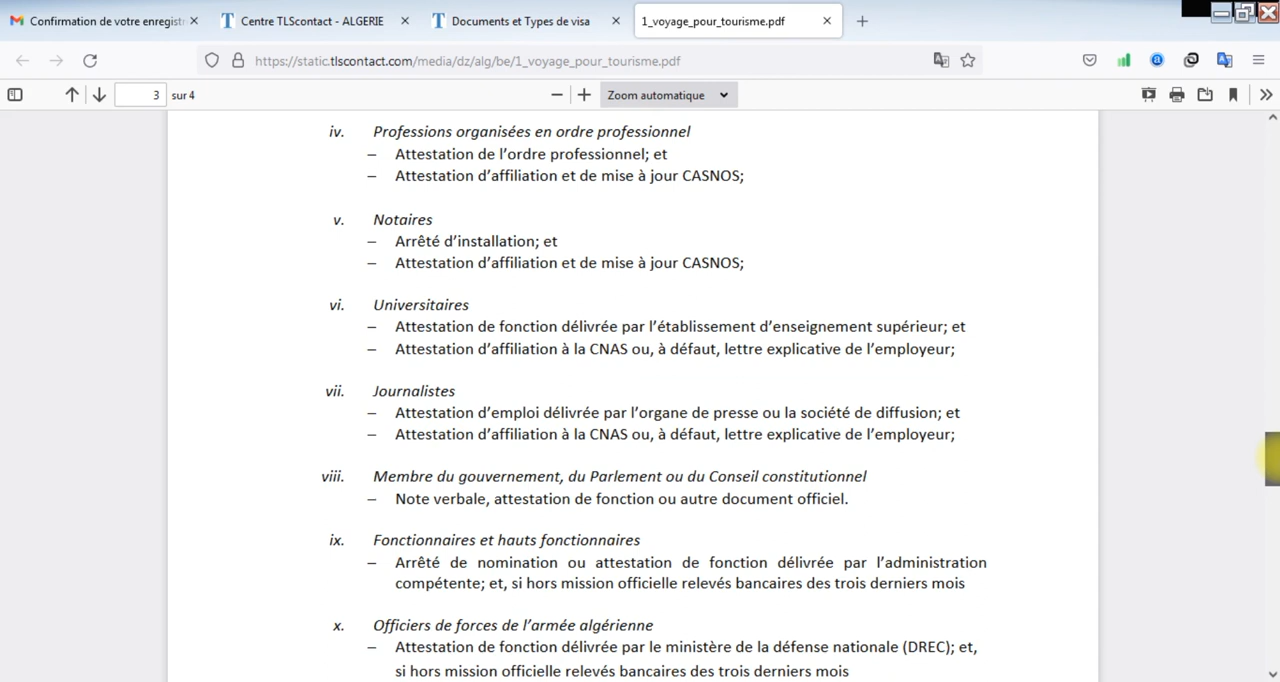 Confirmation de votre enregistr
Centre TLScontact - ALGERIE
Documents et Types de visa
1_voyage_pour_tourisme.pdf
https://static.tlscontact.com/media/dz/alg/be/1_voyage_pour_tourisme.pdf
3 sur 4
Zoom automatique
iv. Professions organisées en ordre professionnel
– Attestation de l’ordre professionnel; et
– Attestation d’affiliation et de mise à jour CASNOS;
v. Notaires
– Arrêté d’installation; et
– Attestation d’affiliation et de mise à jour CASNOS;
vi. Universitaires
– Attestation de fonction délivrée par l’établissement d’enseignement supérieur; et
– Attestation d’affiliation à la CNAS ou, à défaut, lettre explicative de l’employeur;
vii. Journalistes
– Attestation d’emploi délivrée par l’organe de presse ou la société de diffusion; et
– Attestation d’affiliation à la CNAS ou, à défaut, lettre explicative de l’employeur;
viii. Membre du gouvernement, du Parlement ou du Conseil constitutionnel
– Note verbale, attestation de fonction ou autre document officiel.
ix. Fonctionnaires et hauts fonctionnaires
– Arrêté de nomination ou attestation de fonction délivrée par l’administration
compétente; et, si hors mission officielle relevés bancaires des trois derniers mois
x. Officiers de forces de l’armée algérienne
– Attestation de fonction délivrée par le ministère de la défense nationale (DREC); et,
si hors mission officielle relevés bancaires des trois derniers mois